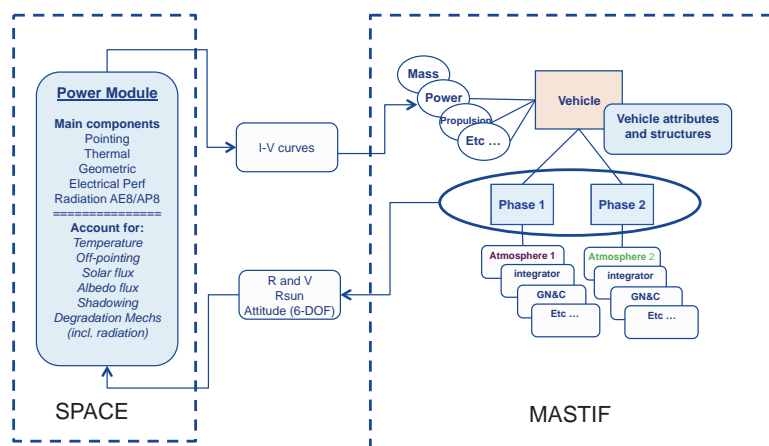 Power Module
Main components
Pointing
Thermal
Geometric
Electrical Perf
Radiation AE8/AP8
===============
Account for:
Temperature
Off-pointing
Solar flux
Albedo flux
Shadowing
Degradation Mechs
(incl. radiation)
SPACE
I-V curves
R and V
Rsun
Attitude (6-DOF)
Mass
Power
Propulsion
Etc ...
Vehicle
Vehicle attributes
and structures
Phase 1
Phase 2
Atmosphere 1
integrator
GN&C
Etc ...
Atmosphere 2
integrator
GN&C
Etc ...
MASTIF